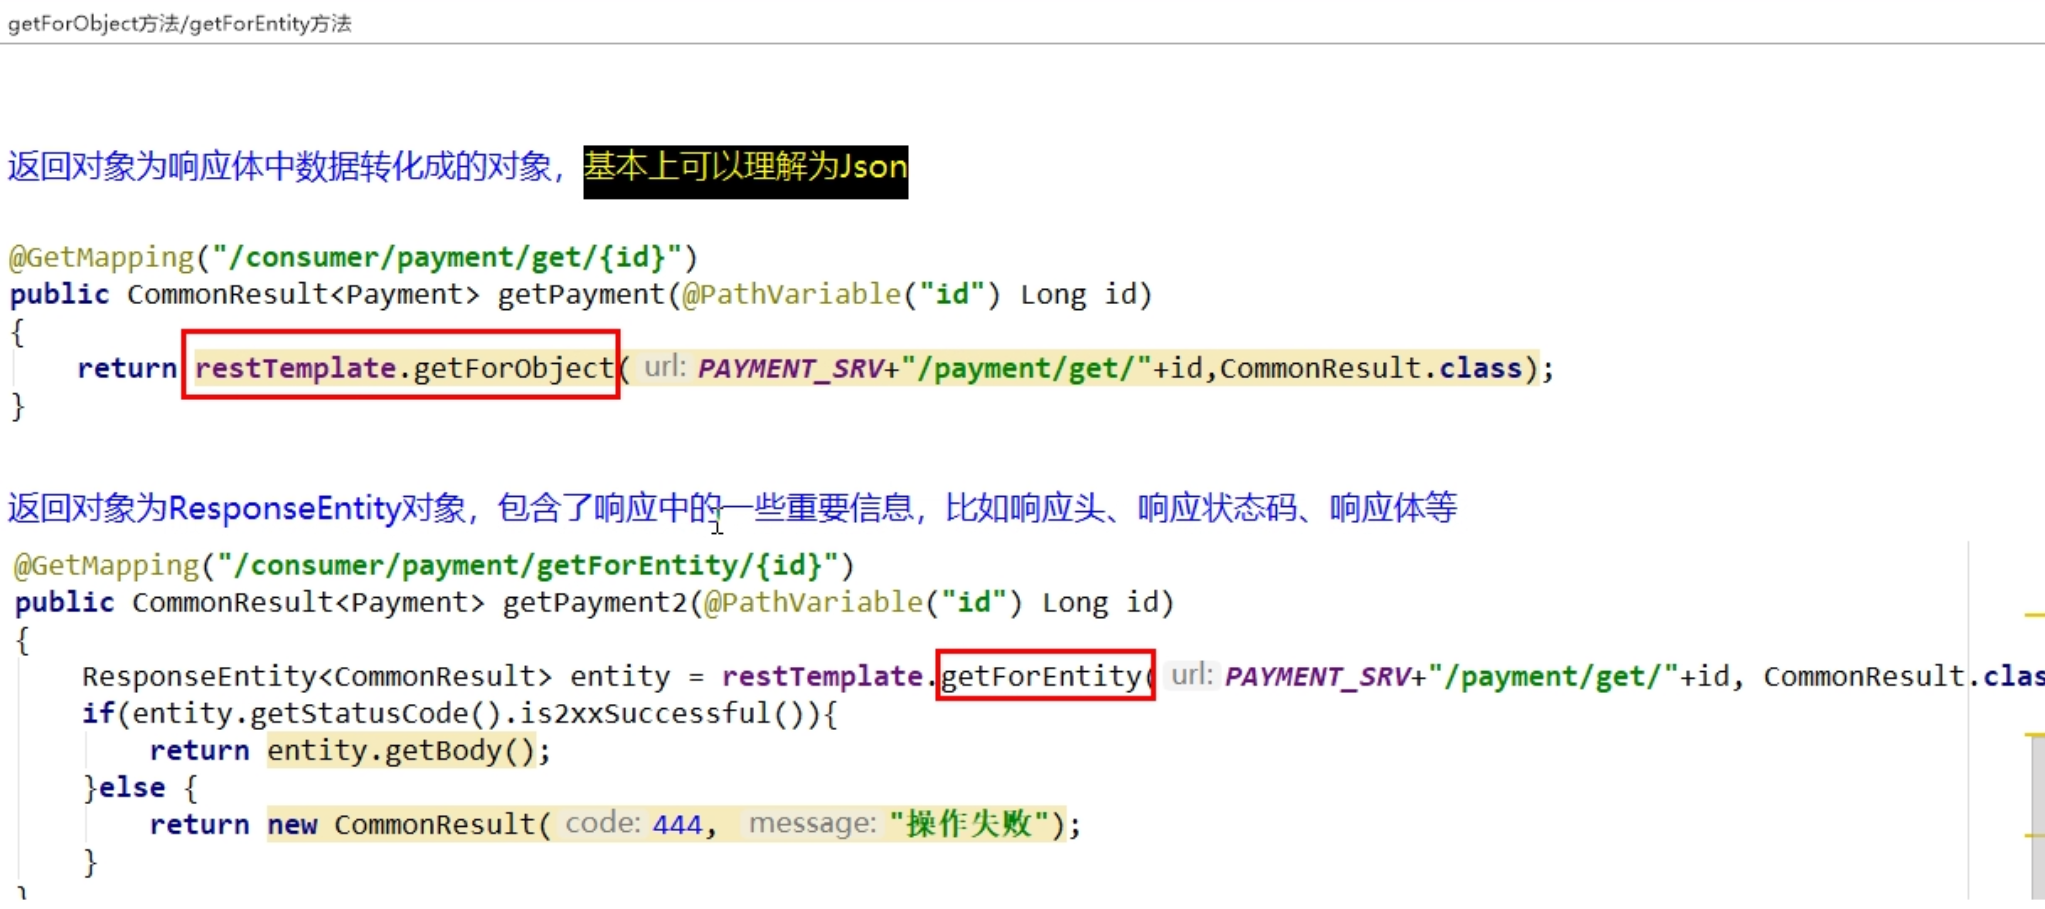 getForObject方法/getForEntity方法
返回对象为响应体中数据转化成的对象，基本上可以理解为Json
@GetMapping("/consumer/payment/get/{id}")
public CommonResult<Payment> getPayment(@PathVariable("id") Long id)
{
return restTemplate.getForObject( url: PAYMENT_SRV+"/payment/get/"+id,CommonResult.class);
}
返回对象为ResponseEntity对象，包含了响应中的一些重要信息，比如响应头、响应状态码、响应体等
@GetMapping("/consumer/payment/getForEntity/{id}")
public CommonResult<Payment> getPayment2(@PathVariable("id") Long id)
{
ResponseEntity<CommonResult> entity = restTemplate.getForEntity( url: PAYMENT_SRV+"/payment/get/"+id, CommonResult.clas
if(entity.getStatusCode().is2xxSuccessful()){
return entity.getBody();
}else {
return new CommonResult( code: 444, message: "操作失败");
}
}